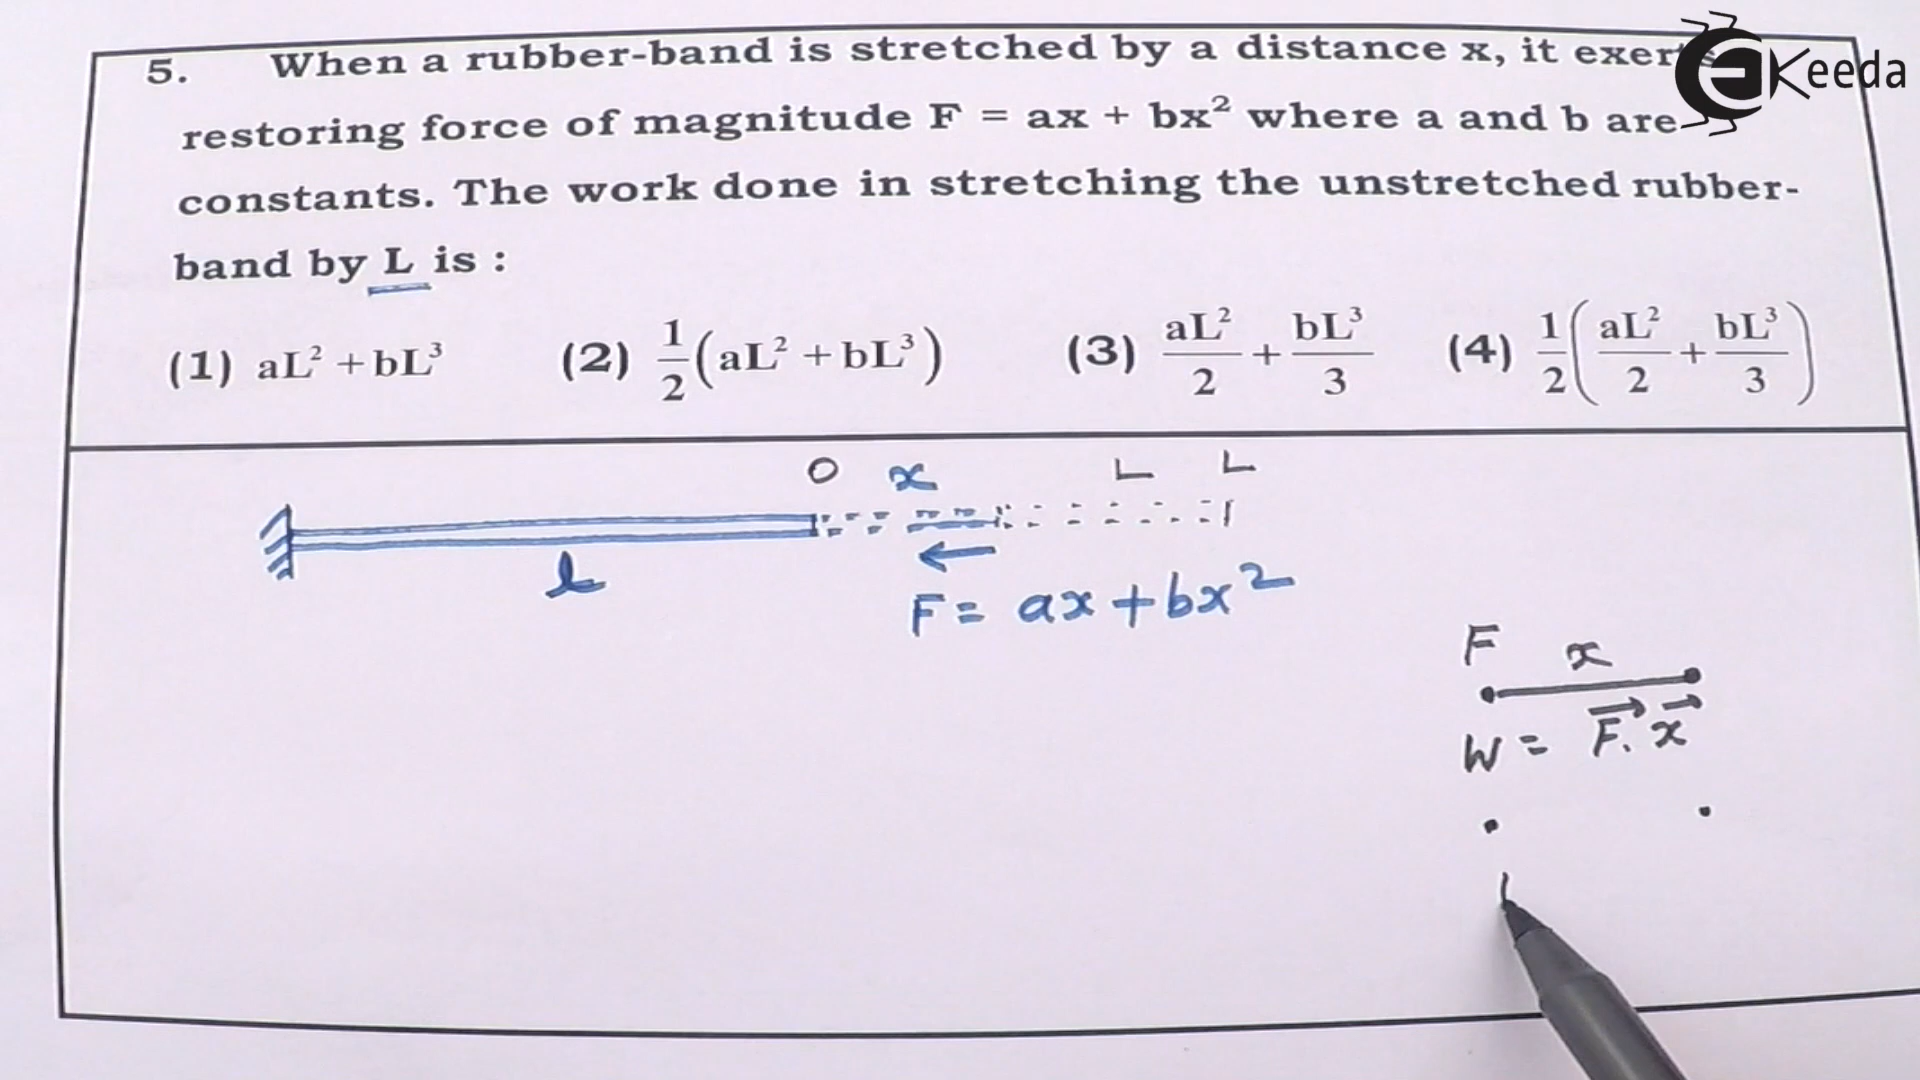 5. When a rubber-band is stretched by a distance x, it exerts
restoring force of magnitude F = ax + bx² where a and b are
constants. The work done in stretching the unstretched rubber-
band by L is :
(1) aL² + bL³ (2) 1/2 (aL² + bL³) (3) aL²/2 + bL³/3 (4) 1/2 (aL²/2 + bL³/3)
O x L L
l
F = ax + bx²
F x
W = F⃗. x⃗
eKeeda